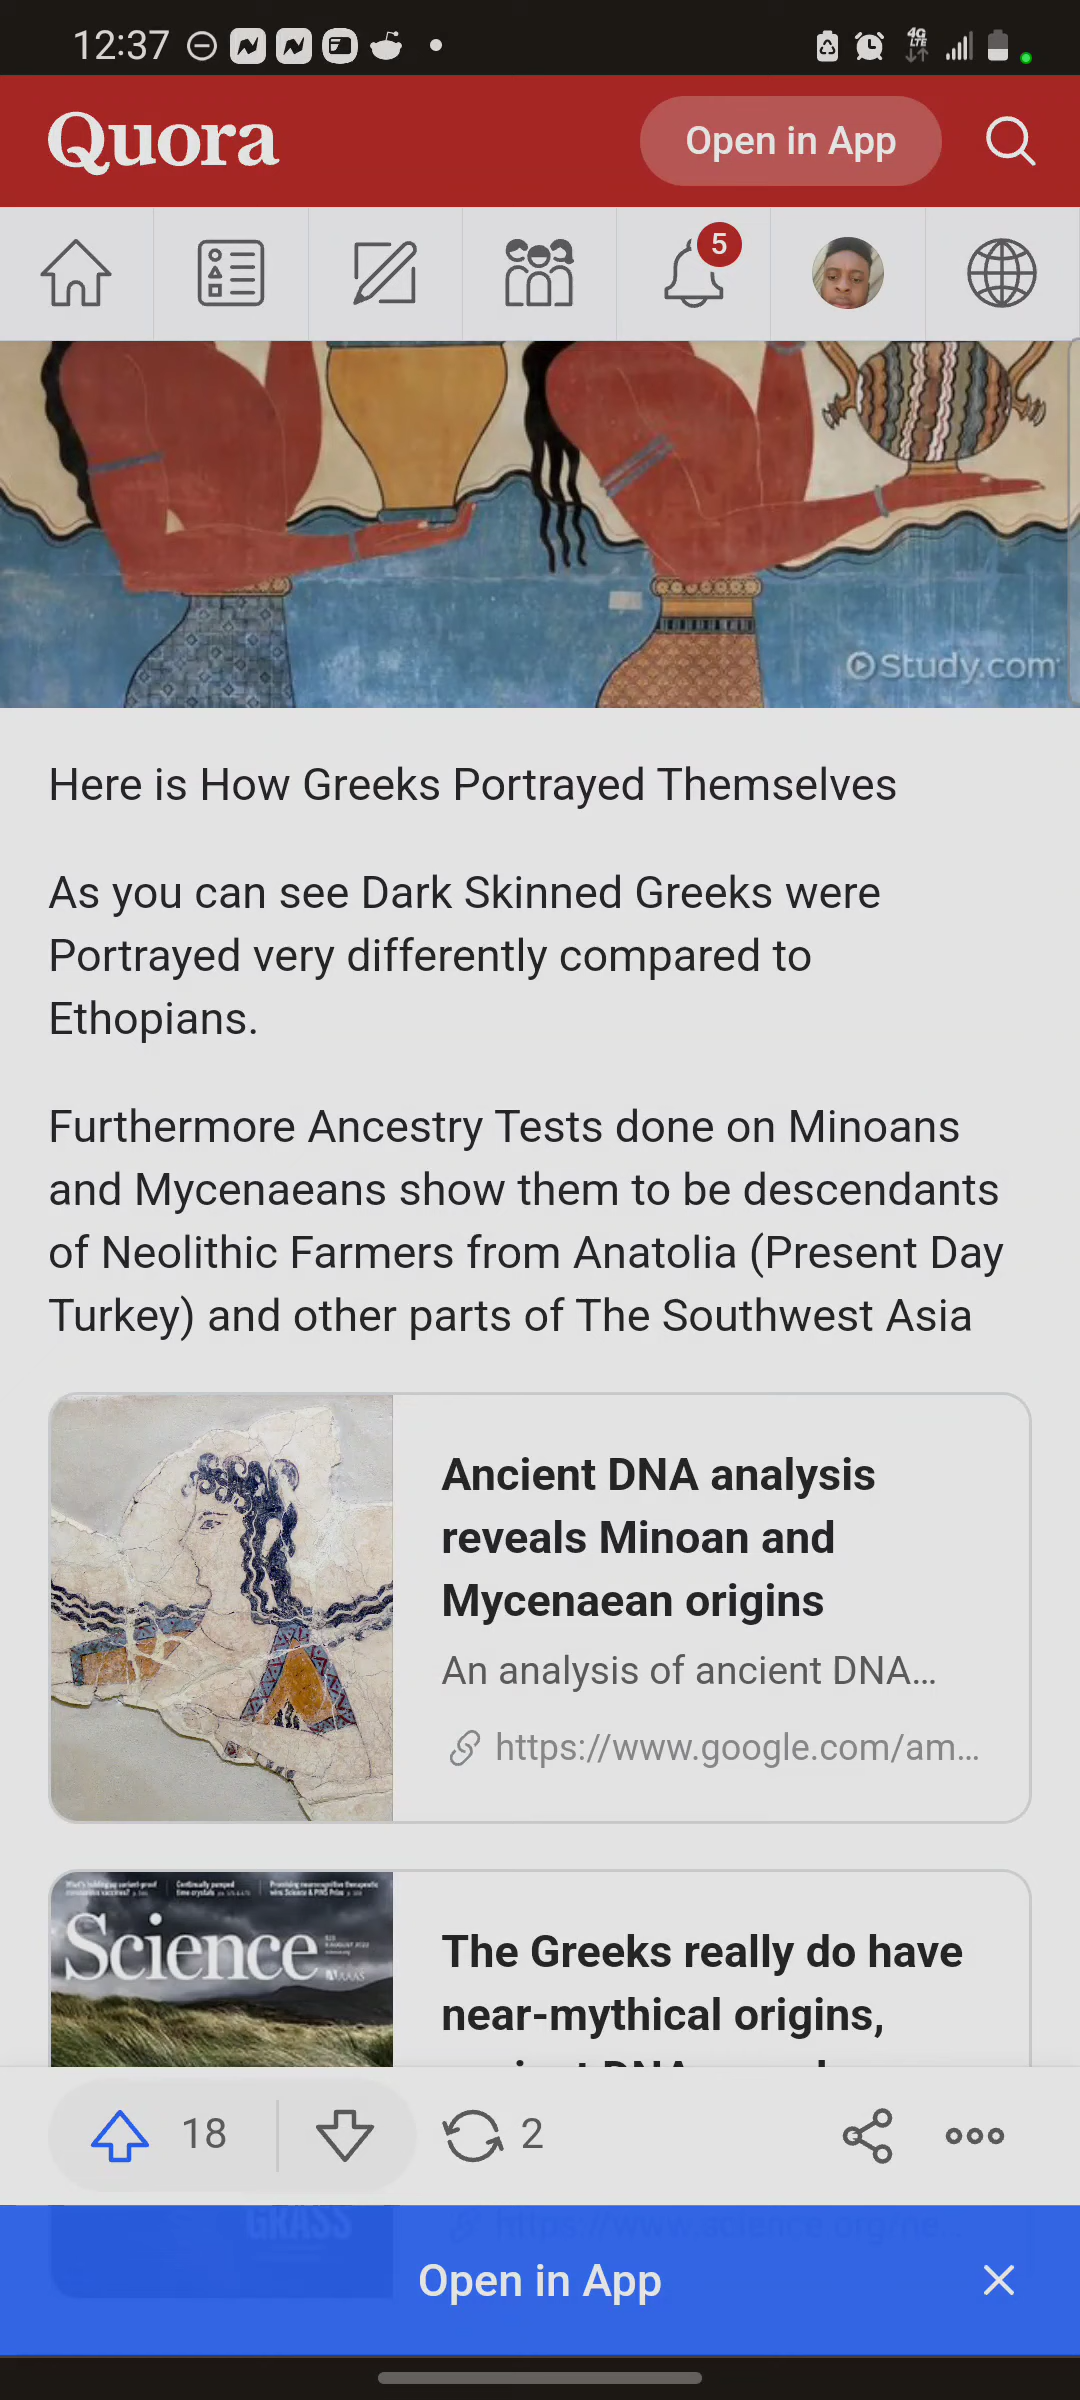 12:37
4G
LTE
Quora
Open in App
5
Study.com
Here is How Greeks Portrayed Themselves
As you can see Dark Skinned Greeks were
Portrayed very differently compared to
Ethopians.
Furthermore Ancestry Tests done on Minoans
and Mycenaeans show them to be descendants
of Neolithic Farmers from Anatolia (Present Day
Turkey) and other parts of The Southwest Asia
Ancient DNA analysis
reveals Minoan and
Mycenaean origins
An analysis of ancient DNA...
https://www.google.com/am...
Science
AAAS
The Greeks really do have
near-mythical origins,
18
2
GRASS
Open in App